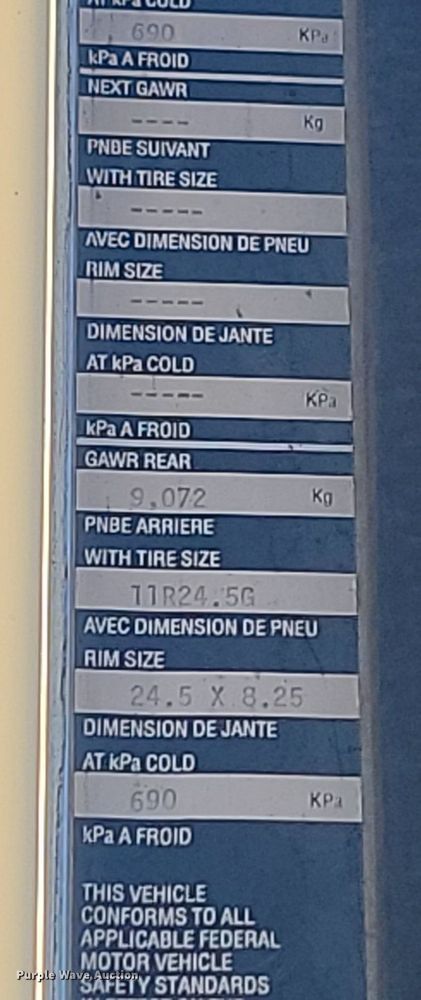 AT kPa COLD
690 KPa
kPa A FROID
NEXT GAWR
---- Kg
PNBE SUIVANT
WITH TIRE SIZE
-----
AVEC DIMENSION DE PNEU
RIM SIZE
-----
DIMENSION DE JANTE
AT kPa COLD
----- KPa
kPa A FROID
GAWR REAR
9,072 Kg
PNBE ARRIERE
WITH TIRE SIZE
11R24.5G
AVEC DIMENSION DE PNEU
RIM SIZE
24.5 X 8.25
DIMENSION DE JANTE
AT kPa COLD
690 KPa
kPa A FROID
THIS VEHICLE
CONFORMS TO ALL
APPLICABLE FEDERAL
MOTOR VEHICLE
SAFETY STANDARDS
Purple Wave Auction